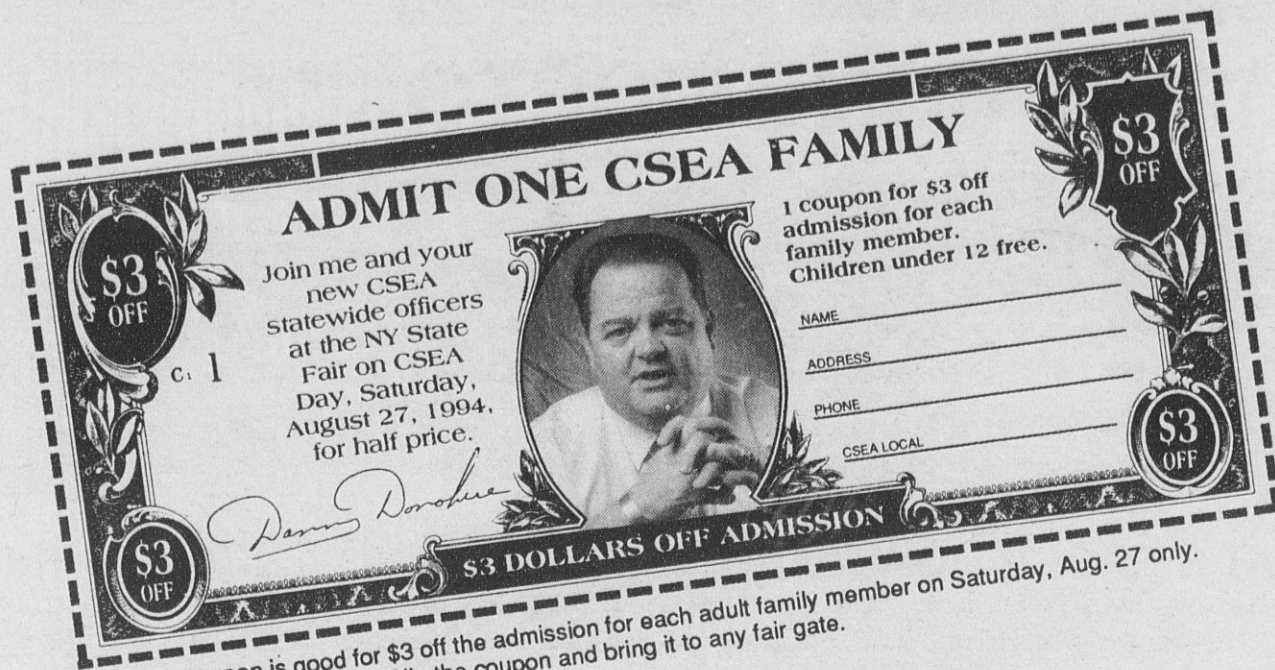 ADMIT ONE CSEA FAMILY
$3
OFF
C1 1
Join me and your
new CSEA
statewide officers
at the NY State
Fair on CSEA
Day, Saturday,
August 27, 1994,
for half price.
Danny Donohue
$3
OFF
1 coupon for $3 off
admission for each
family member.
Children under 12 free.
NAME
ADDRESS
PHONE
CSEA LOCAL
$3
OFF
$3
OFF
$3 DOLLARS OFF ADMISSION
is good for $3 off the admission for each adult family member on Saturday, Aug. 27 only.
the coupon and bring it to any fair gate.